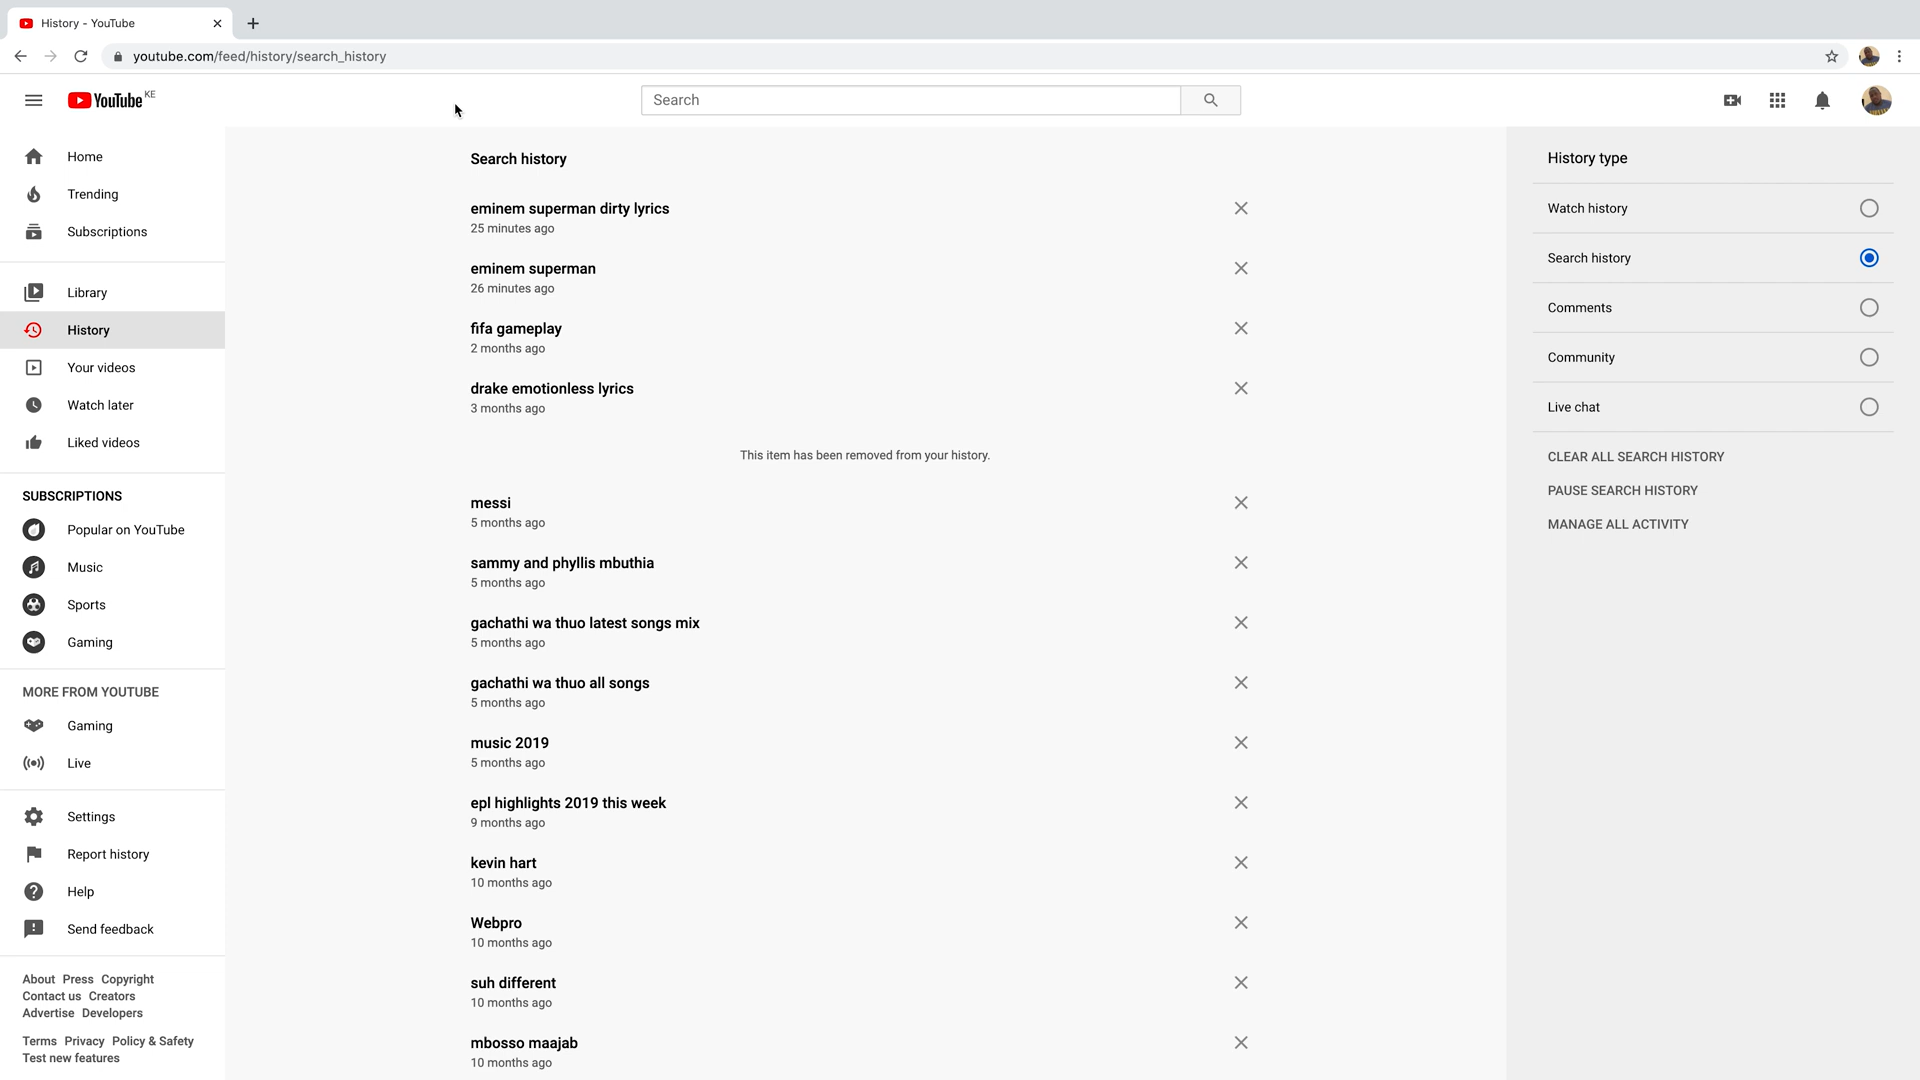 History - YouTube
youtube.com/feed/history/search_history
YouTube KE
Search
Home
Trending
Subscriptions
Library
History
Your videos
Watch later
Liked videos
SUBSCRIPTIONS
Popular on YouTube
Music
Sports
Gaming
MORE FROM YOUTUBE
Gaming
Live
Settings
Report history
Help
Send feedback
About Press Copyright
Contact us Creators
Advertise Developers
Terms Privacy Policy & Safety
Test new features
Search history
eminem superman dirty lyrics
25 minutes ago
eminem superman
26 minutes ago
fifa gameplay
2 months ago
drake emotionless lyrics
3 months ago
This item has been removed from your history.
messi
5 months ago
sammy and phyllis mbuthia
5 months ago
gachathi wa thuo latest songs mix
5 months ago
gachathi wa thuo all songs
5 months ago
music 2019
5 months ago
epl highlights 2019 this week
9 months ago
kevin hart
10 months ago
Webpro
10 months ago
suh different
10 months ago
mbosso maajab
10 months ago
History type
Watch history
Search history
Comments
Community
Live chat
CLEAR ALL SEARCH HISTORY
PAUSE SEARCH HISTORY
MANAGE ALL ACTIVITY